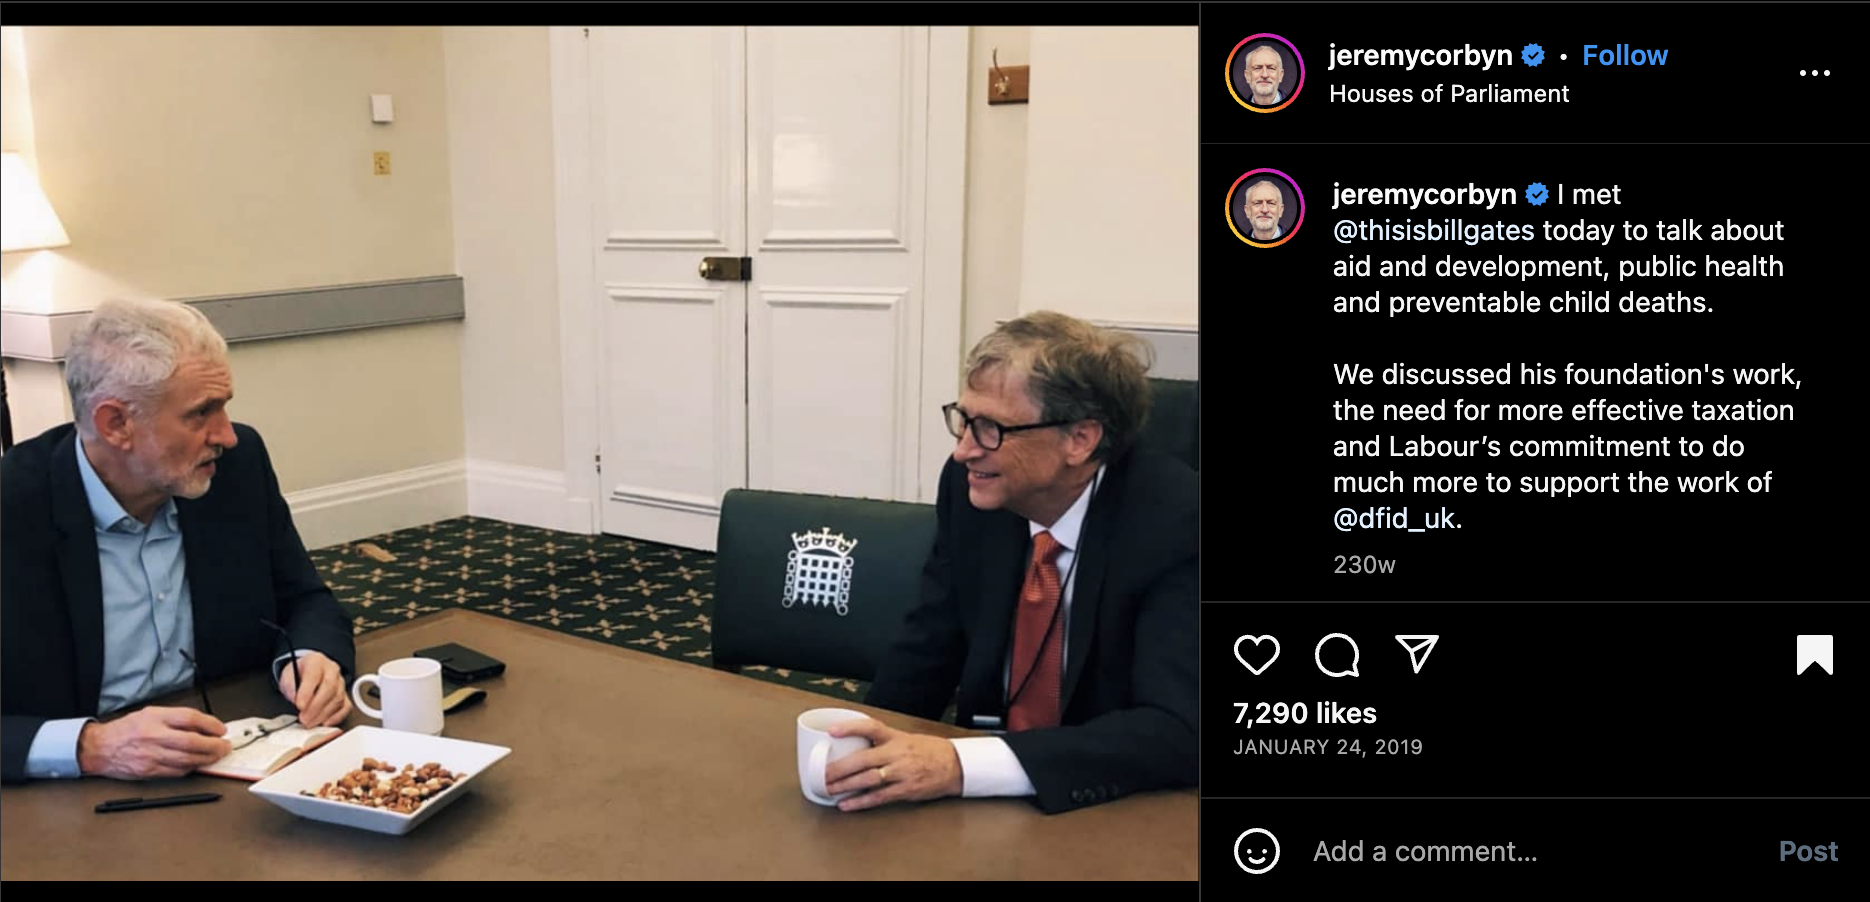 jeremycorbyn • Follow
Houses of Parliament
jeremycorbyn I met
@thisisbillgates today to talk about
aid and development, public health
and preventable child deaths.
We discussed his foundation's work,
the need for more effective taxation
and Labour’s commitment to do
much more to support the work of
@dfid_uk.
230w
7,290 likes
JANUARY 24, 2019
Add a comment...
Post